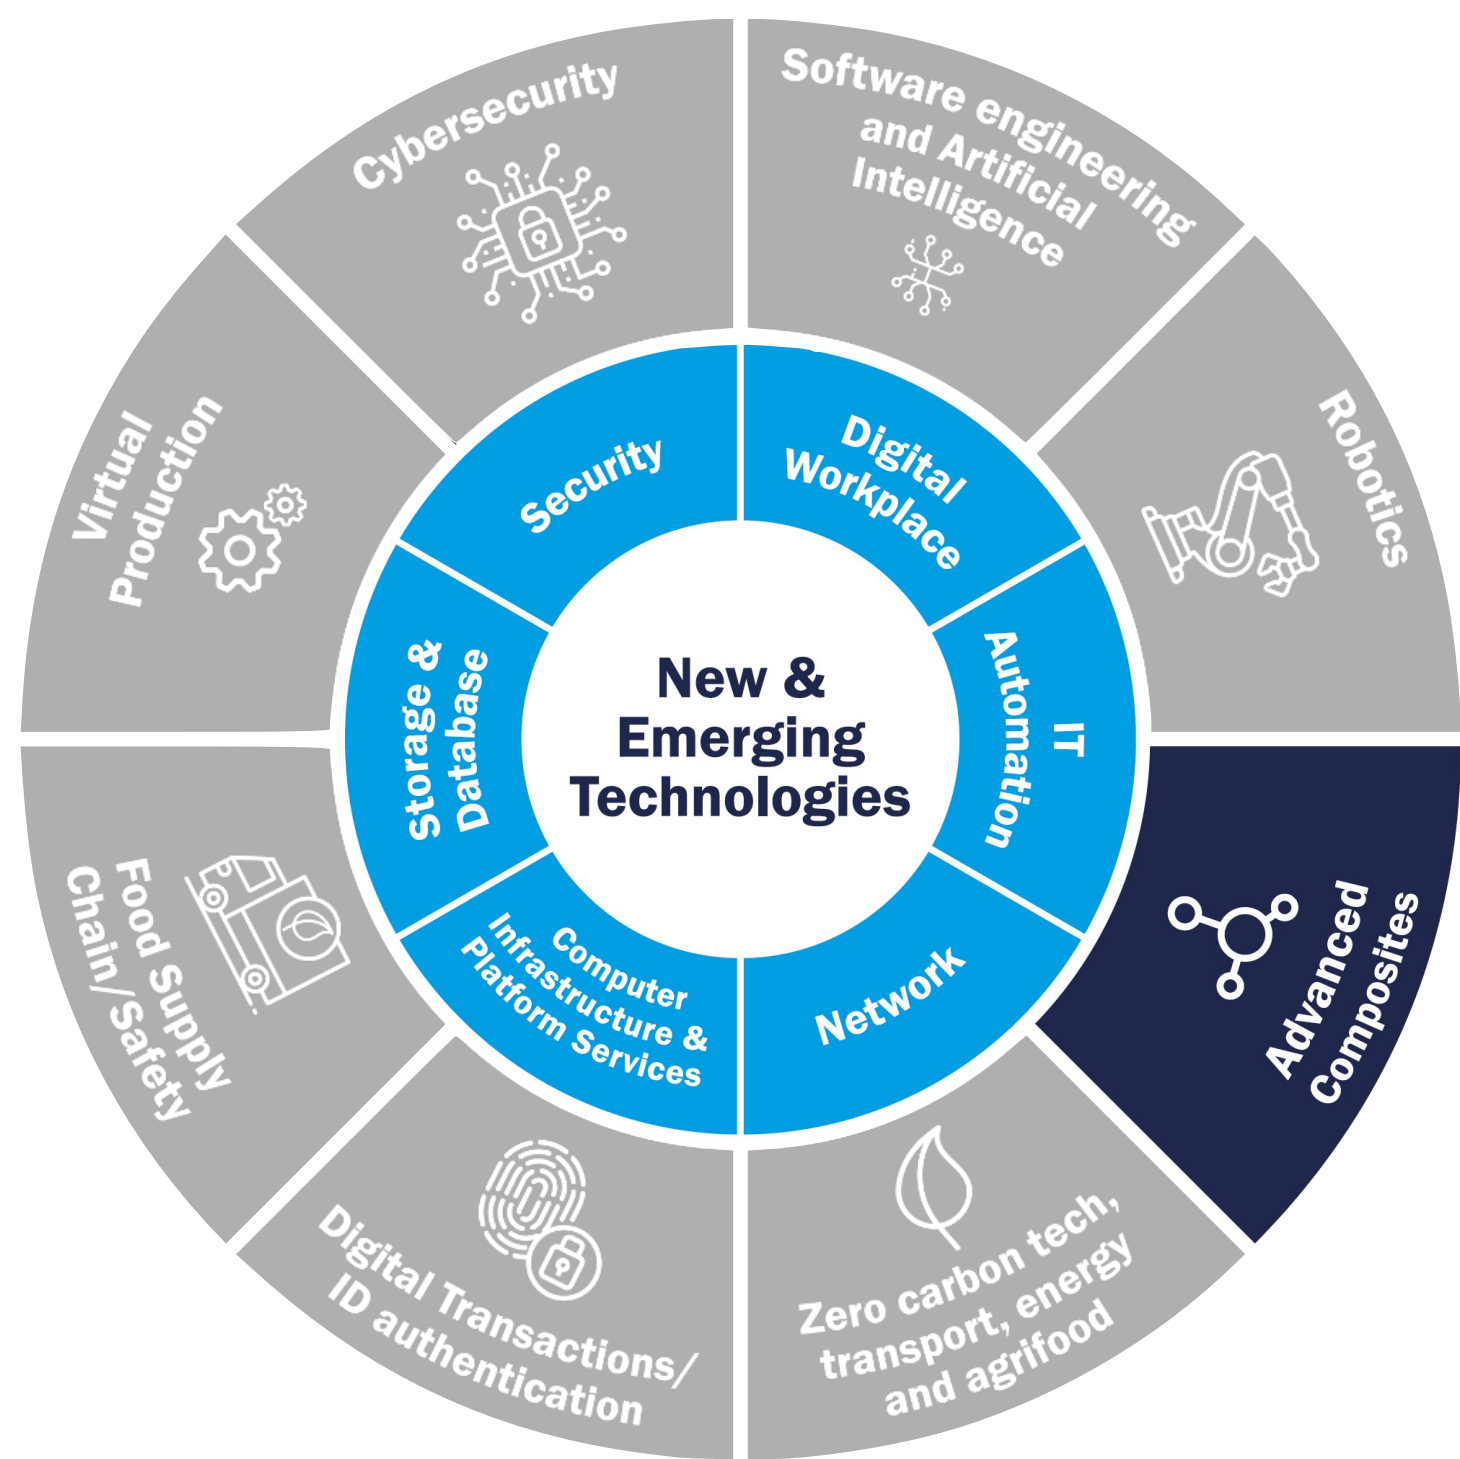 New &
Emerging
Technologies
Digital
Workplace
IT
Automation
Network
Computer
Infrastructure &
Platform Services
Storage &
Database
Security
Software engineering
and Artificial
Intelligence
Robotics
Advanced
Composites
Zero carbon tech,
transport, energy
and agrifood
Digital Transactions/
ID authentication
Food Supply
Chain/Safety
Virtual
Production
Cybersecurity